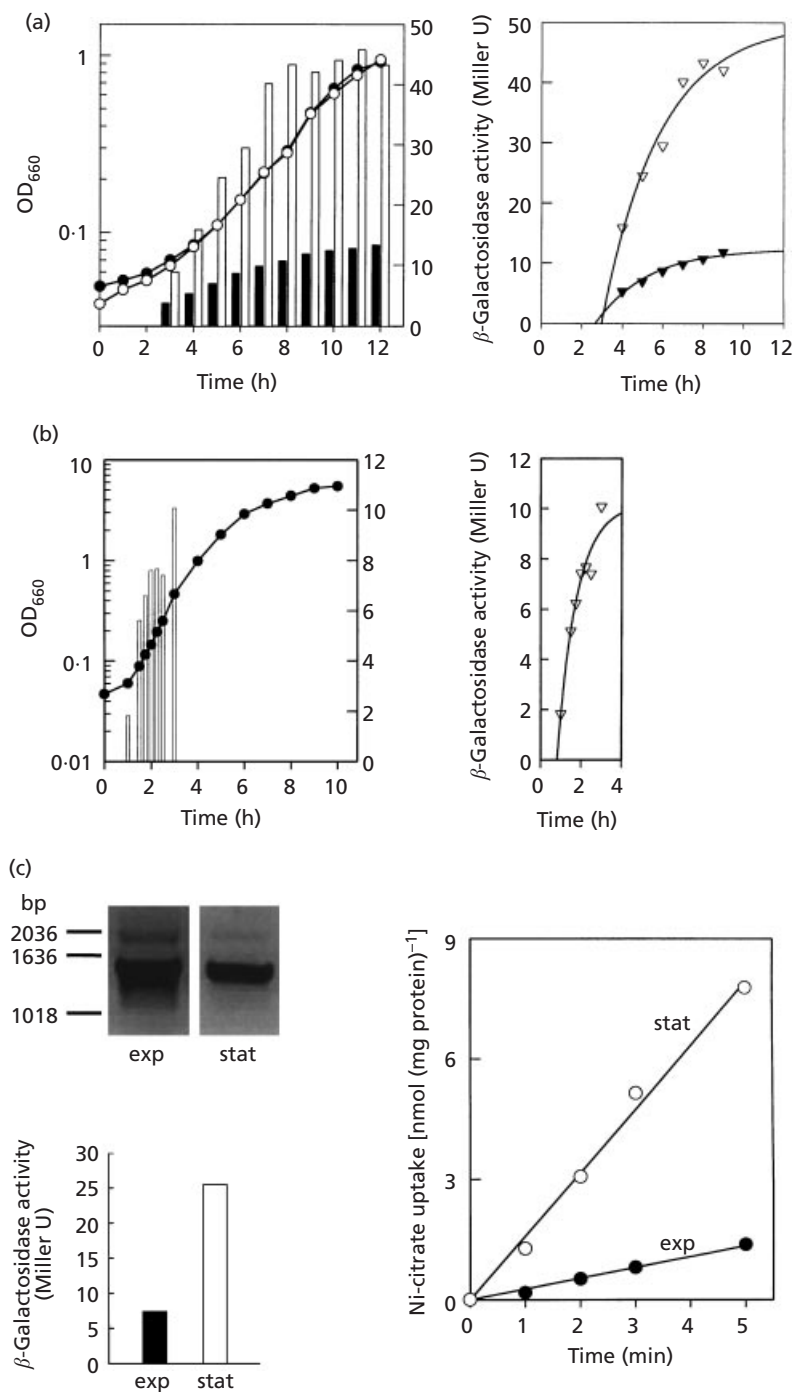 (a)
1
0·1
OD660
50
40
30
20
10
0
0 2 4 6 8 10 12
Time (h)
β-Galactosidase activity (Miller U)
50
40
30
20
10
0
0 2 4 6 8 10 12
Time (h)
(b)
10
1
0·1
0·01
OD660
12
10
8
6
4
2
0
0 2 4 6 8 10
Time (h)
β-Galactosidase activity (Miller U)
12
10
8
6
4
2
0
0 2 4
Time (h)
(c)
bp
2036
1636
1018
exp stat
β-Galactosidase activity
(Miller U)
30
25
20
15
10
5
0
exp stat
Ni-citrate uptake [nmol (mg protein)−1]
9
6
3
0
stat
exp
0 1 2 3 4 5
Time (min)